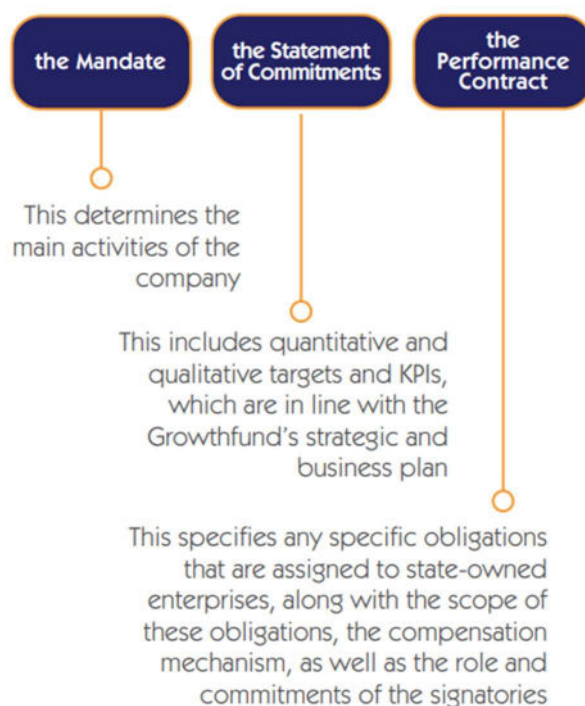 the Mandate
the Statement
of Commitments
the
Performance
Contract
This determines the
main activities of the
company
This includes quantitative and
qualitative targets and KPIs,
which are in line with the
Growthfund's strategic and
business plan
This specifies any specific obligations
that are assigned to state-owned
enterprises, along with the scope of
these obligations, the compensation
mechanism, as well as the role and
commitments of the signatories